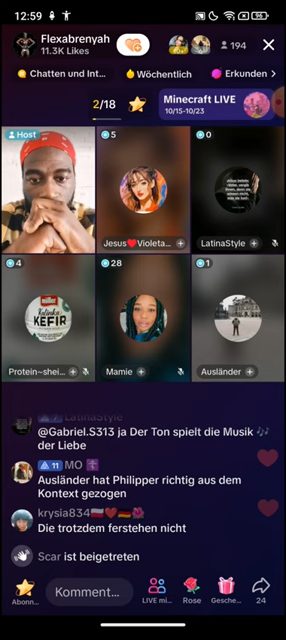 12:59
96
Flexabrenyah
11.3K Likes
194
Chatten und Int...
Wöchentlich
Erkunden
2/18
Minecraft LIVE
10/15-10/23
Host
5
0
Jesus❤️Violeta...
LatinaStyle
4
28
1
müller
Kalinka
KEFIR
Protein~shei...
Mamie
Ausländer
LatinaStyle
@Gabriel.S313 ja Der Ton spielt die Musik 🎶
der Liebe
11 MO
Ausländer hat Philipper richtig aus dem
Kontext gezogen
krysia834🇵🇱❤️🇩🇪🌺
Die trotzdem ferstehen nicht
Scar ist beigetreten
Abonn...
Komment...
LIVE mi...
Rose
Gesche...
24